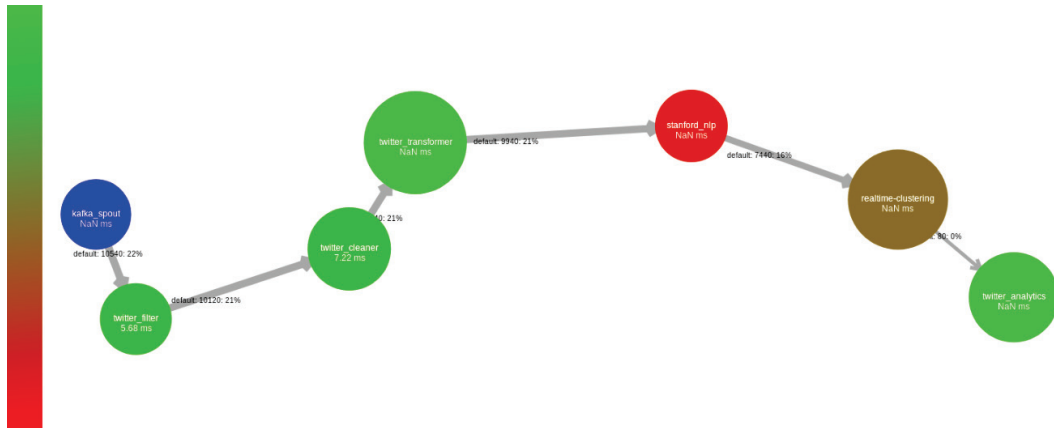 kafka_spout
NaN ms
default: 10540: 22%
twitter_filter
5.68 ms
default: 10120: 21%
twitter_cleaner
7.22 ms
40: 21%
twitter_transformer
NaN ms
default: 9940: 21%
stanford_nlp
NaN ms
default: 7440: 16%
realtime-clustering
NaN ms
80: 0%
twitter_analytics
NaN ms